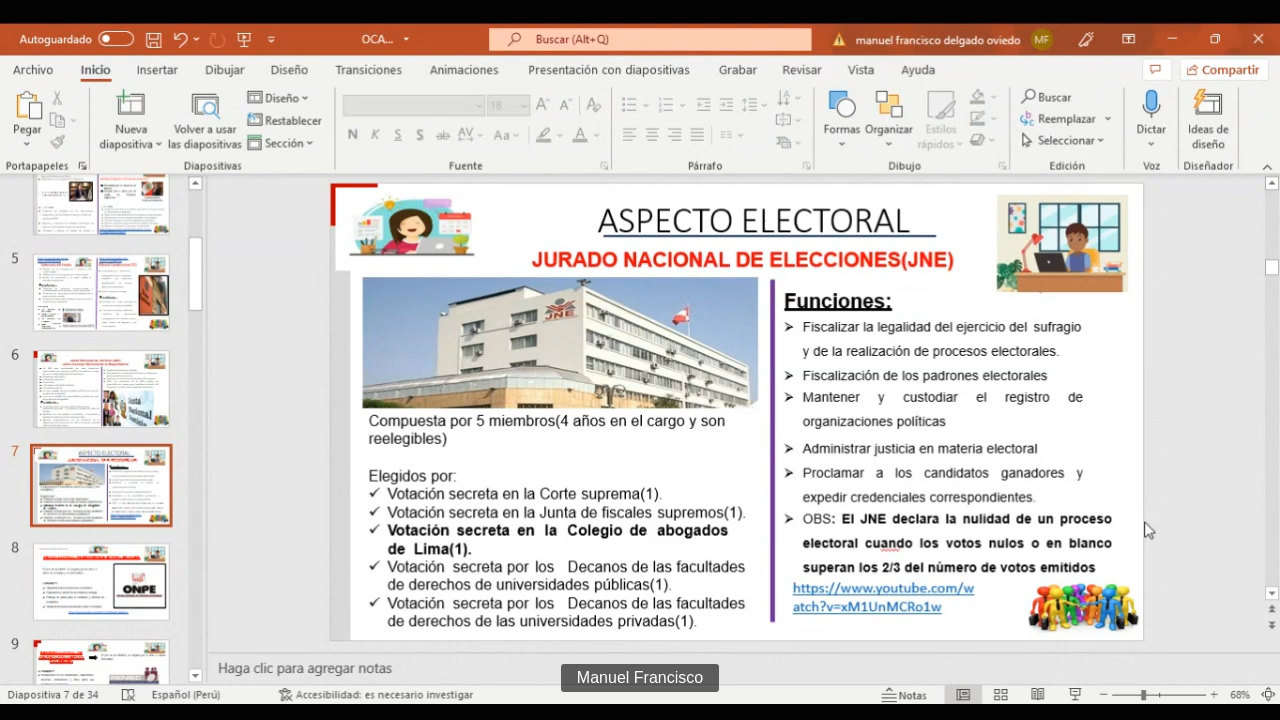 Autoguardado
OCA...
Buscar (Alt+Q)
manuel francisco delgado oviedo
MF
Archivo Inicio Insertar Dibujar Diseño Transiciones Animaciones Presentación con diapositivas Grabar Revisar Vista Ayuda
Compartir
Pegar
Nueva diapositiva
Volver a usar las diapositivas
Diseño
Restablecer
Sección
Formas
Organizar
Estilos rápidos
Buscar
Reemplazar
Seleccionar
Dictar
Ideas de diseño
Portapapeles Diapositivas Fuente Párrafo Dibujo Edición Voz Diseñador
5
6
7
8
ONPE
9
ASPECTO ELECTORAL
URADO NACIONAL DE ELECCIONES(JNE)
Compuesta por 5 miembros(4 años en el cargo y son
reelegibles)
Elegidos por:
Votación secreta en la Corte suprema(1).
Votación secreta en la Junta de fiscales supremos(1)
Votación secreta en la Colegio de abogados
de Lima(1).
✓ Votación secreta por los Decanos de las facultades
de derechos de universidades públicas(1).
Votación secreta por los Decanos de las facultades
de derechos de las universidades privadas(1).
Funciones:
➢ Fiscalizar la legalidad del ejercicio del sufragio
➢ la realización de procesos electorales.
➢ Fiscalización de los padrones electorales
➢ Mantener y custodiar el registro de
organizaciones políticas
➢ Administrar justicia en materia electoral
➢ Proclamar a los candidatos ganadores y
credenciales correspondientes.
➢ OBS: El JNE declara la nulidad de un proceso
electoral cuando los votos nulos o en blanco
superan los 2/3 del número de votos emitidos
https://www.youtube.com/w
atch?v=xM1UnMCRo1w
Haga clic para agregar notas
Manuel Francisco
Diapositiva 7 de 34
Español (Perú)
Accesibilidad: es necesario investigar
Notas
68%